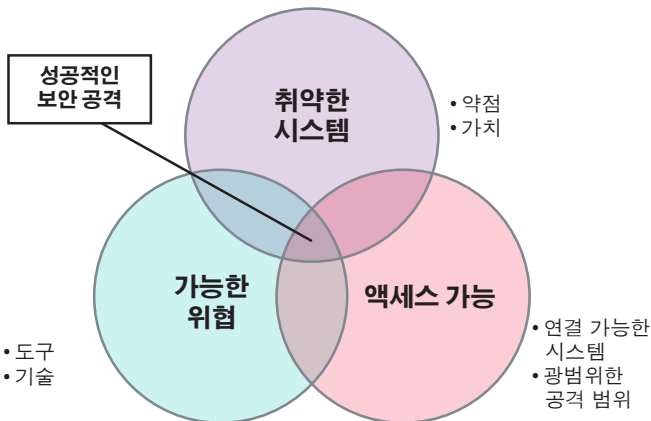 성공적인
보안 공격
취약한
시스템
• 약점
• 가치
가능한
위협
액세스 가능
• 도구
• 기술
• 연결 가능한
시스템
• 광범위한
공격 범위